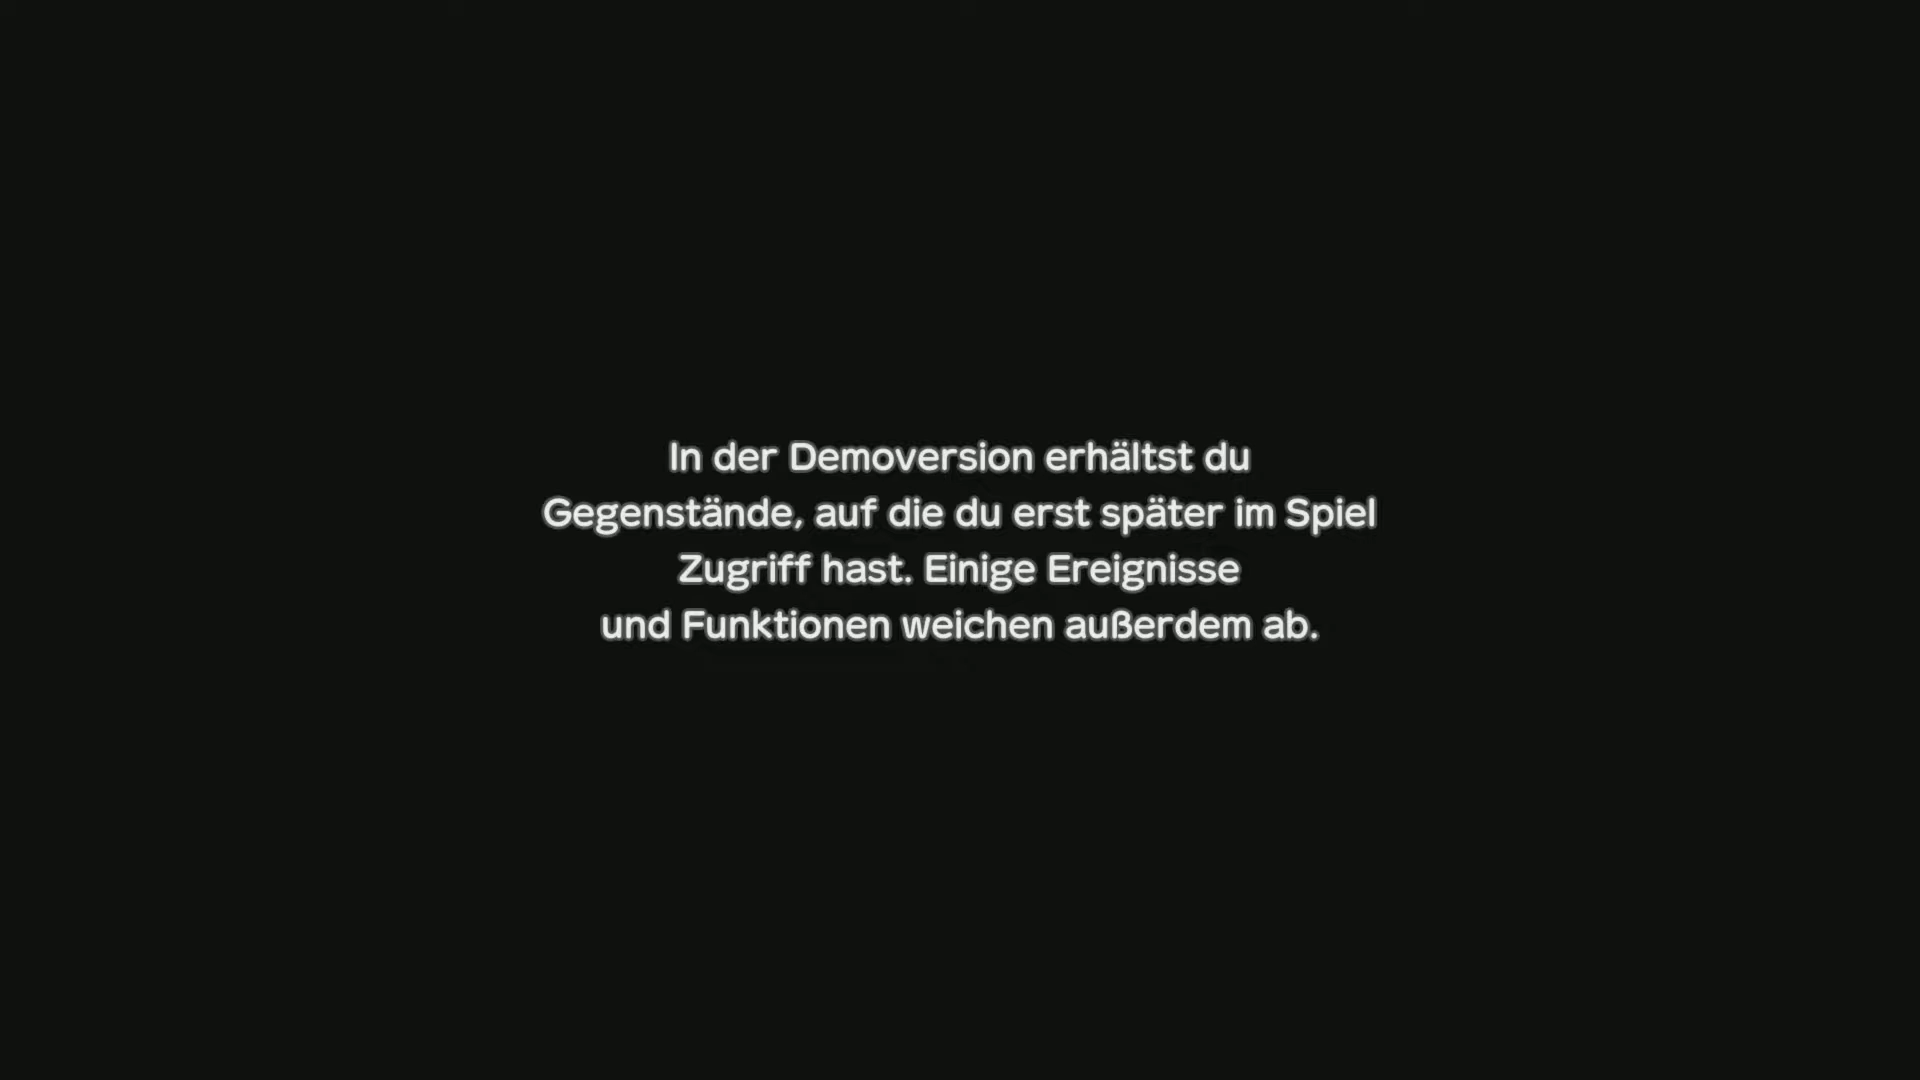 In der Demoversion erhältst du
Gegenstände, auf die du erst später im Spiel
Zugriff hast. Einige Ereignisse
und Funktionen weichen außerdem ab.